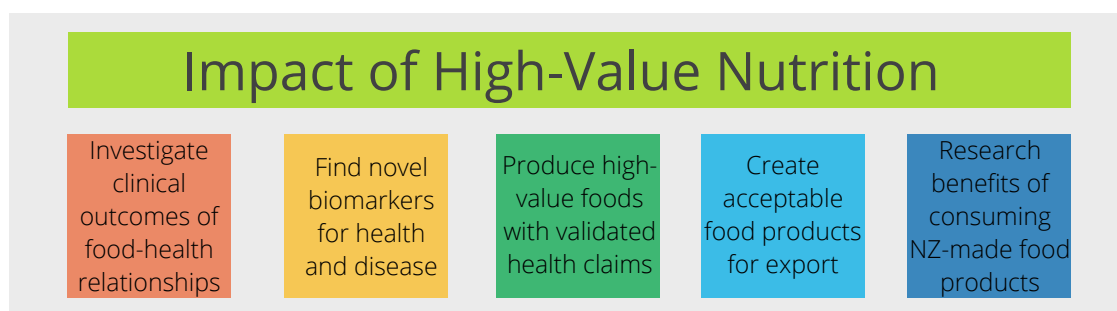 Impact of High-Value Nutrition
Investigate
clinical
outcomes of
food-health
relationships
Find novel
biomarkers
for health
and disease
Produce high-
value foods
with validated
health claims
Create
acceptable
food products
for export
Research
benefits of
consuming
NZ-made food
products